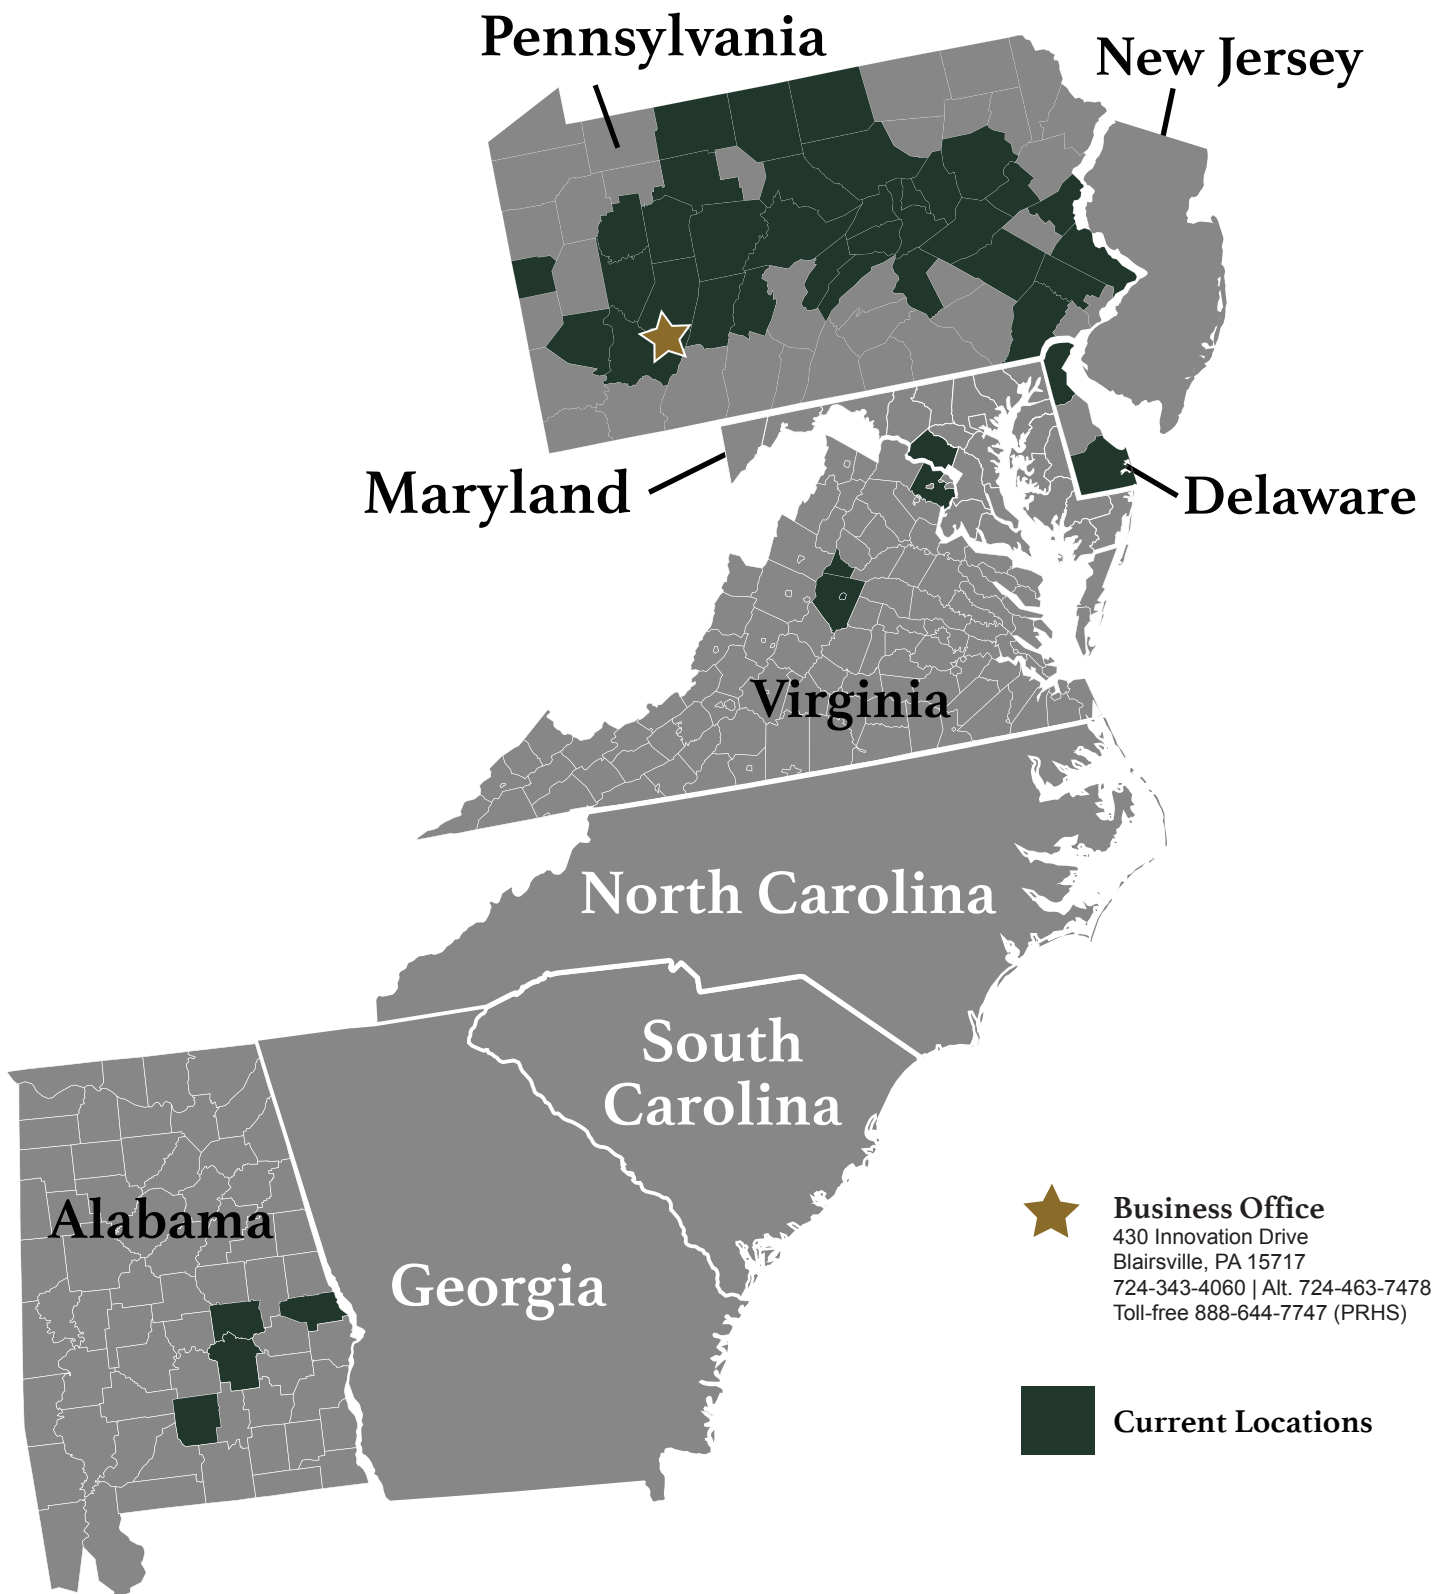 Pennsylvania
New Jersey
Maryland
Delaware
Virginia
North Carolina
South
Carolina
Alabama
Georgia
Business Office
430 Innovation Drive
Blairsville, PA 15717
724-343-4060 | Alt. 724-463-7478
Toll-free 888-644-7747 (PRHS)
Current Locations